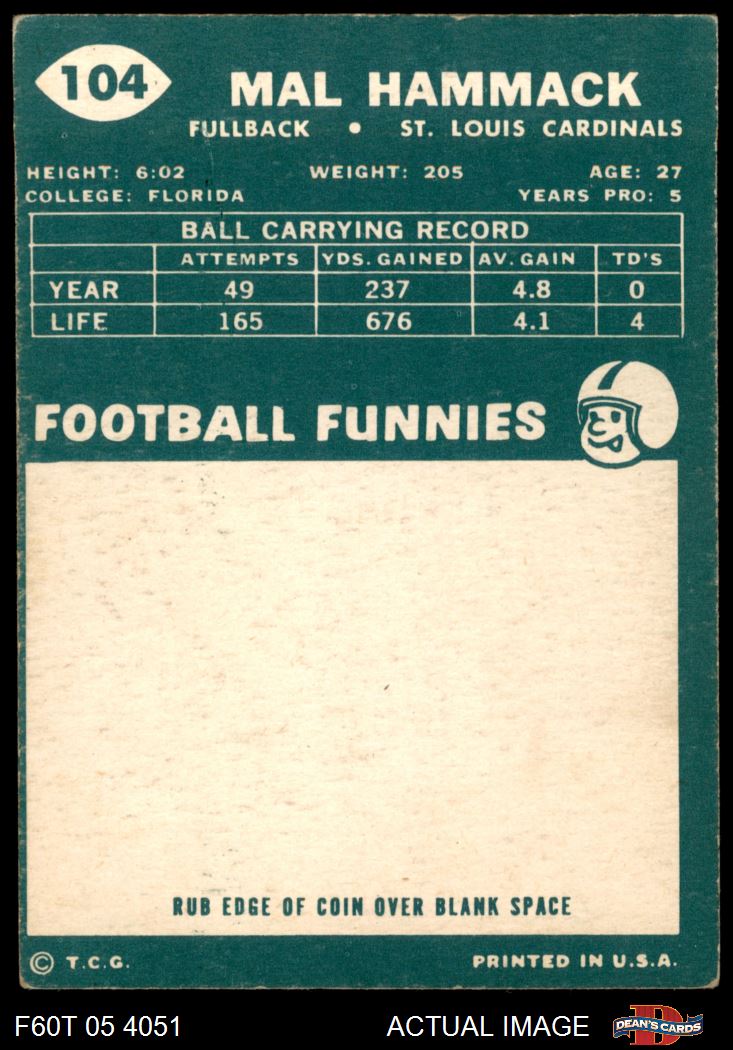 104
MAL HAMMACK
FULLBACK • ST. LOUIS CARDINALS
HEIGHT: 6:02 WEIGHT: 205 AGE: 27
COLLEGE: FLORIDA YEARS PRO: 5
BALL CARRYING RECORD
ATTEMPTS YDS. GAINED AV. GAIN TD'S
YEAR 49 237 4.8 0
LIFE 165 676 4.1 4
FOOTBALL FUNNIES
RUB EDGE OF COIN OVER BLANK SPACE
© T.C.G. PRINTED IN U.S.A.
F60T 05 4051 ACTUAL IMAGE D DEAN'S CARDS